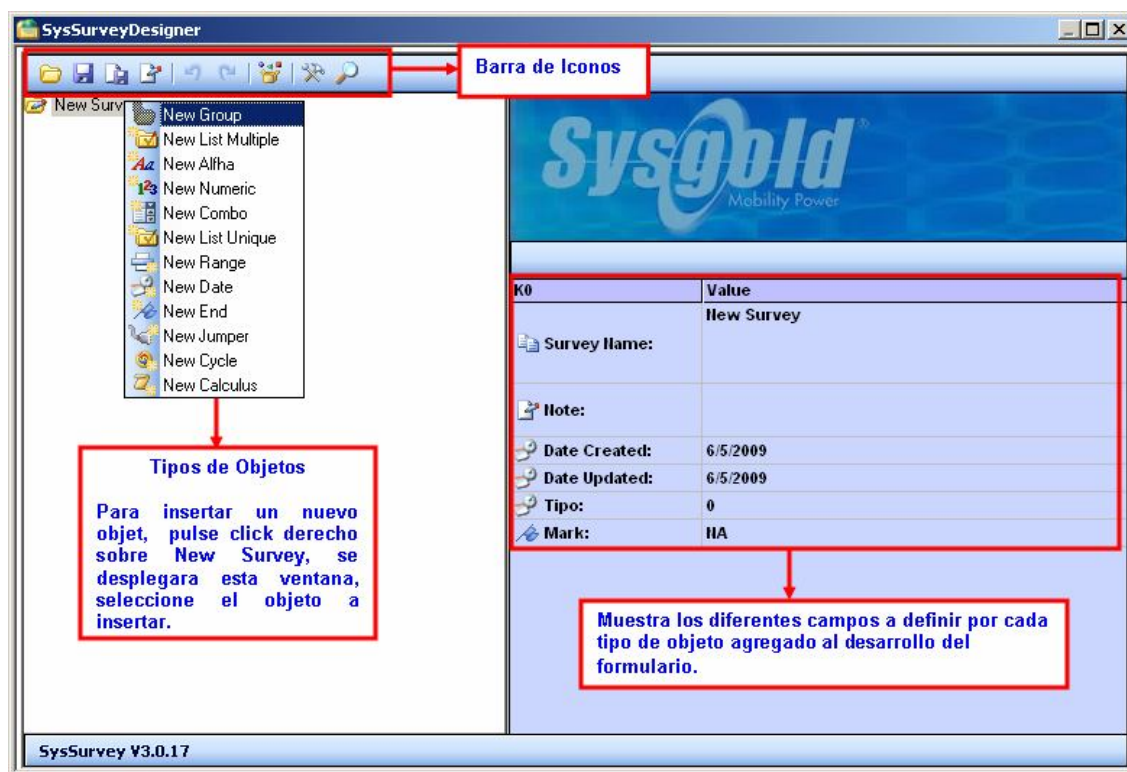 SysSurveyDesigner
Barra de Iconos
New Surv
New Group
New List Multiple
New Alfha
New Numeric
New Combo
New List Unique
New Range
New Date
New End
New Jumper
New Cycle
New Calculus
Tipos de Objetos
Para insertar un nuevo
objet, pulse click derecho
sobre New Survey, se
desplegara esta ventana,
seleccione el objeto a
insertar.
Sysgold®
Mobility Power
K0 Value
Survey Name: New Survey
Note:
Date Created: 6/5/2009
Date Updated: 6/5/2009
Tipo: 0
Mark: NA
Muestra los diferentes campos a definir por cada
tipo de objeto agregado al desarrollo del
formulario.
SysSurvey V3.0.17